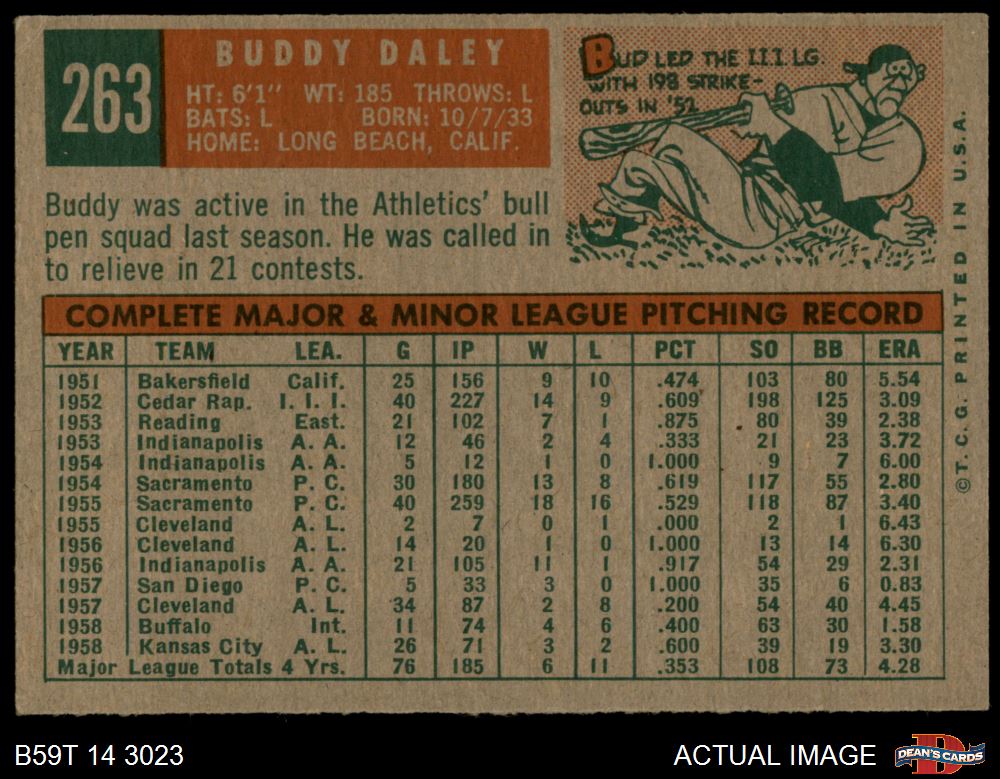 263
BUDDY DALEY
HT: 6'1" WT: 185 THROWS: L
BATS: L BORN: 10/7/33
HOME: LONG BEACH, CALIF.
BUD LED THE I.I.I. LG.
WITH 198 STRIKE-
OUTS IN '52.
Buddy was active in the Athletics' bull
pen squad last season. He was called in
to relieve in 21 contests.
COMPLETE MAJOR & MINOR LEAGUE PITCHING RECORD
YEAR TEAM LEA. G IP W L PCT SO BB ERA
1951 Bakersfield Calif. 25 156 9 10 .474 103 80 5.54
1952 Cedar Rap. I. I. I. 40 227 14 9 .609 198 125 3.09
1953 Reading East. 21 102 7 1 .875 80 39 2.38
1953 Indianapolis A. A. 12 46 2 4 .333 21 23 3.72
1954 Indianapolis A. A. 5 12 1 0 1.000 9 7 6.00
1954 Sacramento P. C. 30 180 13 8 .619 117 55 2.80
1955 Sacramento P. C. 40 259 18 16 .529 118 87 3.40
1955 Cleveland A. L. 2 7 0 1 .000 2 1 6.43
1956 Cleveland A. L. 14 20 1 0 1.000 13 14 6.30
1956 Indianapolis A. A. 21 105 11 1 .917 54 29 2.31
1957 San Diego P. C. 5 33 3 0 1.000 35 6 0.83
1957 Cleveland A. L. 34 87 2 8 .200 54 40 4.45
1958 Buffalo Int. 11 74 4 6 .400 63 30 1.58
1958 Kansas City A. L. 26 71 3 2 .600 39 19 3.30
Major League Totals 4 Yrs. 76 185 6 11 .353 108 73 4.28
©T. C. G. PRINTED IN U.S.A.
B59T 14 3023
ACTUAL IMAGE
DEAN'S CARDS